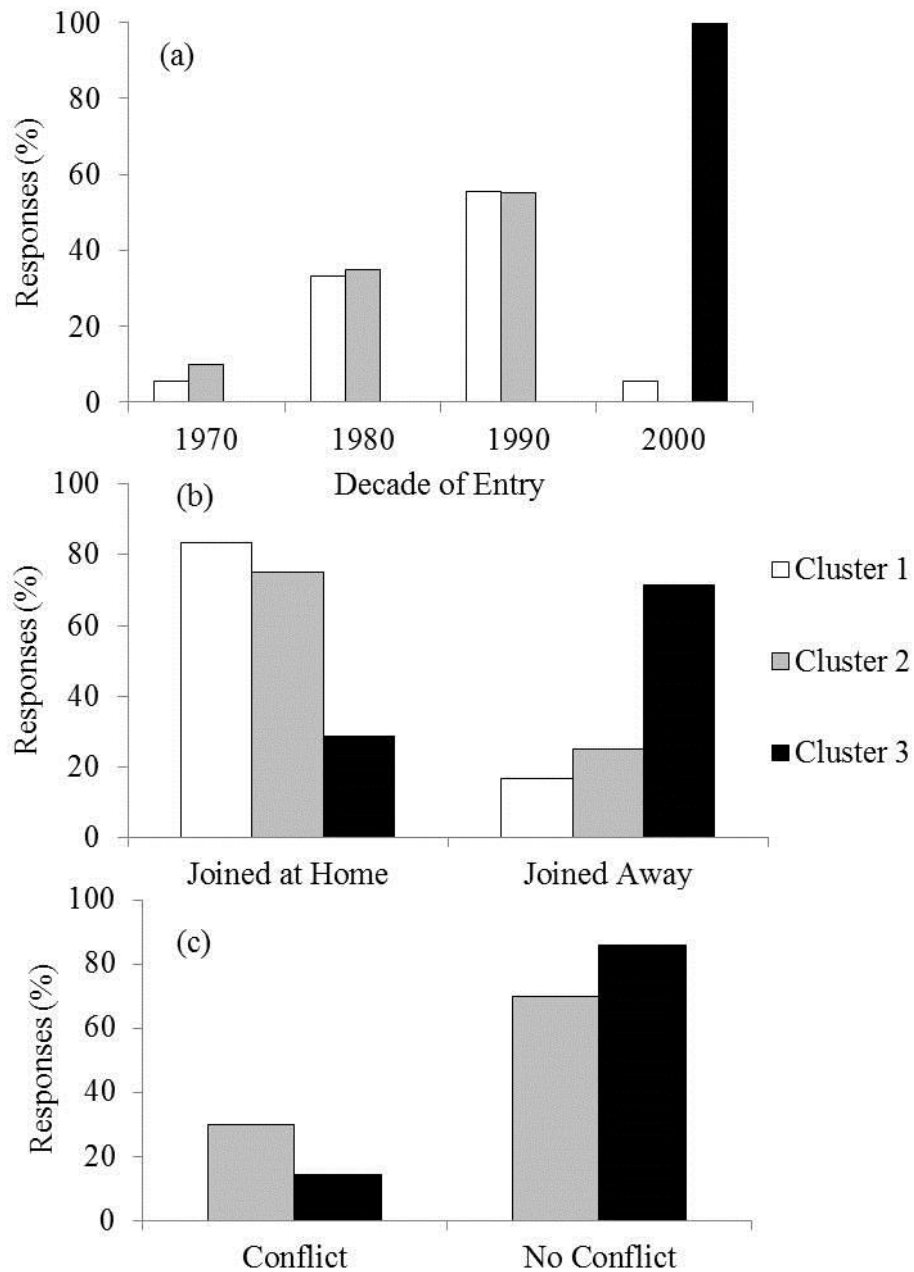 (a)
Responses (%)
100
80
60
40
20
0
1970 1980 1990 2000
Decade of Entry
(b)
Responses (%)
100
80
60
40
20
0
Joined at Home Joined Away
Cluster 1
Cluster 2
Cluster 3
(c)
Responses (%)
100
80
60
40
20
0
Conflict No Conflict